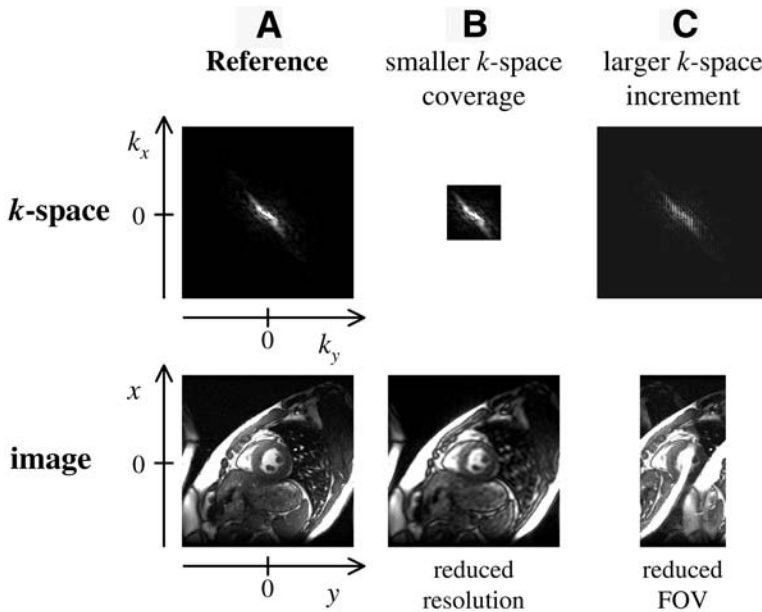 A B C
Reference smaller k-space larger k-space
coverage increment
kx
k-space 0
0
ky
x
image 0
0 y
reduced reduced
resolution FOV